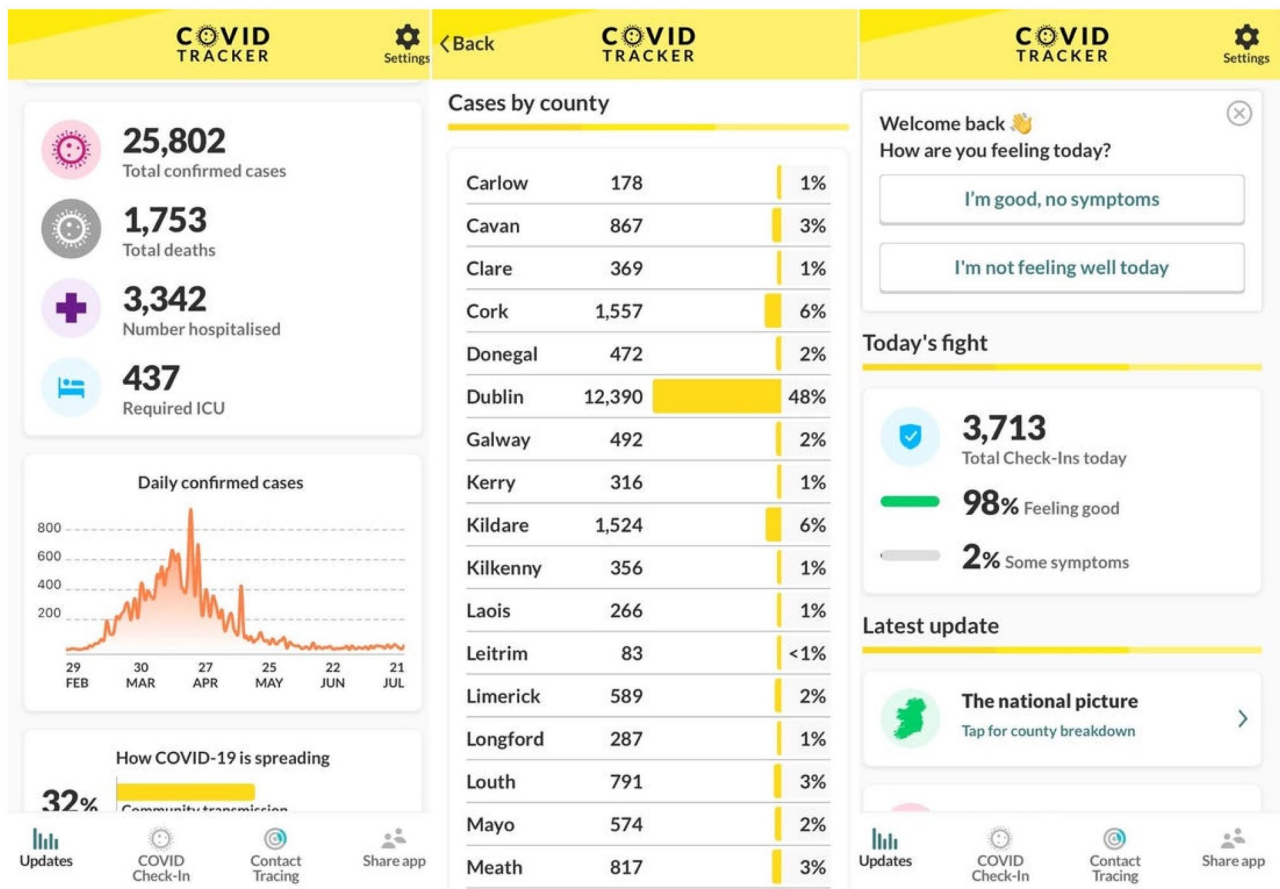 COVID
TRACKER
Settings
25,802
Total confirmed cases
1,753
Total deaths
3,342
Number hospitalised
437
Required ICU
Daily confirmed cases
800
600
400
200
29 FEB
30 MAR
27 APR
25 MAY
22 JUN
21 JUL
How COVID-19 is spreading
32%
Community transmission
Updates
COVID Check-In
Contact Tracing
Share app
Back
COVID
TRACKER
Cases by county
Carlow 178 1%
Cavan 867 3%
Clare 369 1%
Cork 1,557 6%
Donegal 472 2%
Dublin 12,390 48%
Galway 492 2%
Kerry 316 1%
Kildare 1,524 6%
Kilkenny 356 1%
Laois 266 1%
Leitrim 83 <1%
Limerick 589 2%
Longford 287 1%
Louth 791 3%
Mayo 574 2%
Meath 817 3%
COVID
TRACKER
Settings
Welcome back 👋
How are you feeling today?
I'm good, no symptoms
I'm not feeling well today
Today's fight
3,713
Total Check-Ins today
98% Feeling good
2% Some symptoms
Latest update
The national picture
Tap for county breakdown
Updates
COVID Check-In
Contact Tracing
Share app